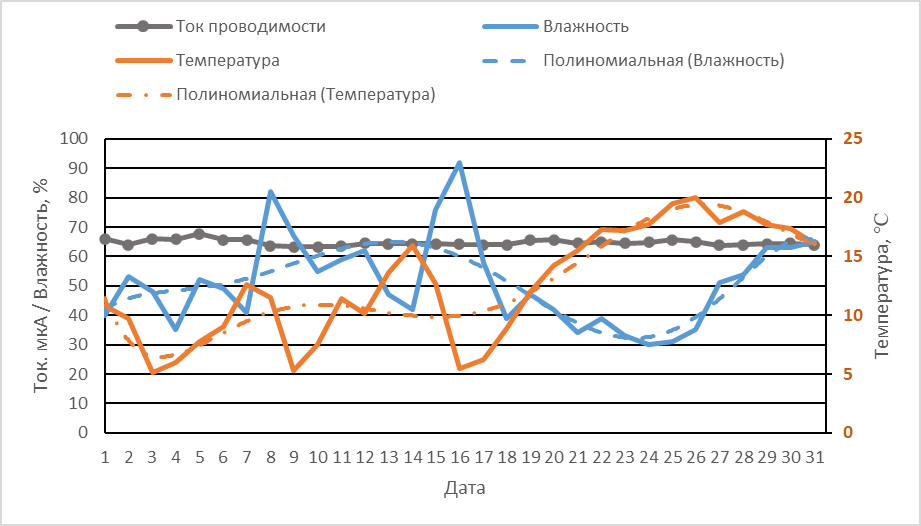 Ток проводимости Влажность
Температура Полиномиальная (Влажность)
Полиномиальная (Температура)
Ток. мкА / Влажность, %
100
90
80
70
60
50
40
30
20
10
0
25
20
15
10
5
0
Температура, °С
1 2 3 4 5 6 7 8 9 10 11 12 13 14 15 16 17 18 19 20 21 22 23 24 25 26 27 28 29 30 31
Дата